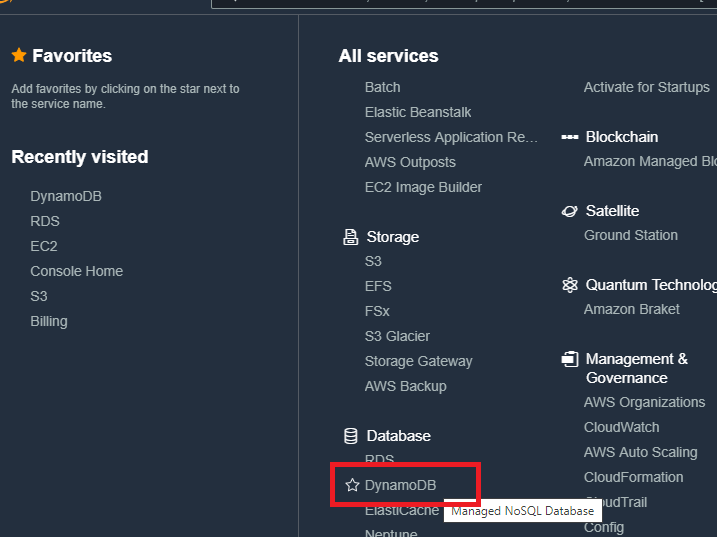 Favorites
Add favorites by clicking on the star next to
the service name.
Recently visited
DynamoDB
RDS
EC2
Console Home
S3
Billing
All services
Batch
Elastic Beanstalk
Serverless Application Re...
AWS Outposts
EC2 Image Builder
Storage
S3
EFS
FSx
S3 Glacier
Storage Gateway
AWS Backup
Database
RDS
DynamoDB
ElastiCache
Managed NoSQL Database
Neptune
Activate for Startups
Blockchain
Amazon Managed Blo
Satellite
Ground Station
Quantum Technolog
Amazon Braket
Management &
Governance
AWS Organizations
CloudWatch
AWS Auto Scaling
CloudFormation
CloudTrail
Config